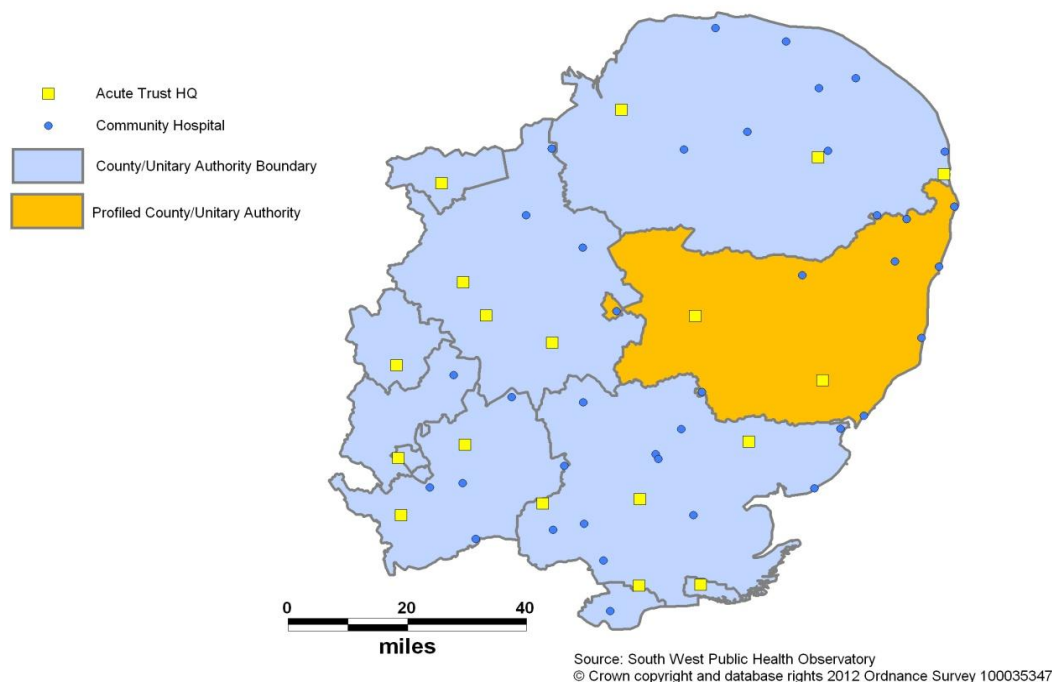 Acute Trust HQ
Community Hospital
County/Unitary Authority Boundary
Profiled County/Unitary Authority
0 20 40
miles
Source: South West Public Health Observatory
© Crown copyright and database rights 2012 Ordnance Survey 100035347